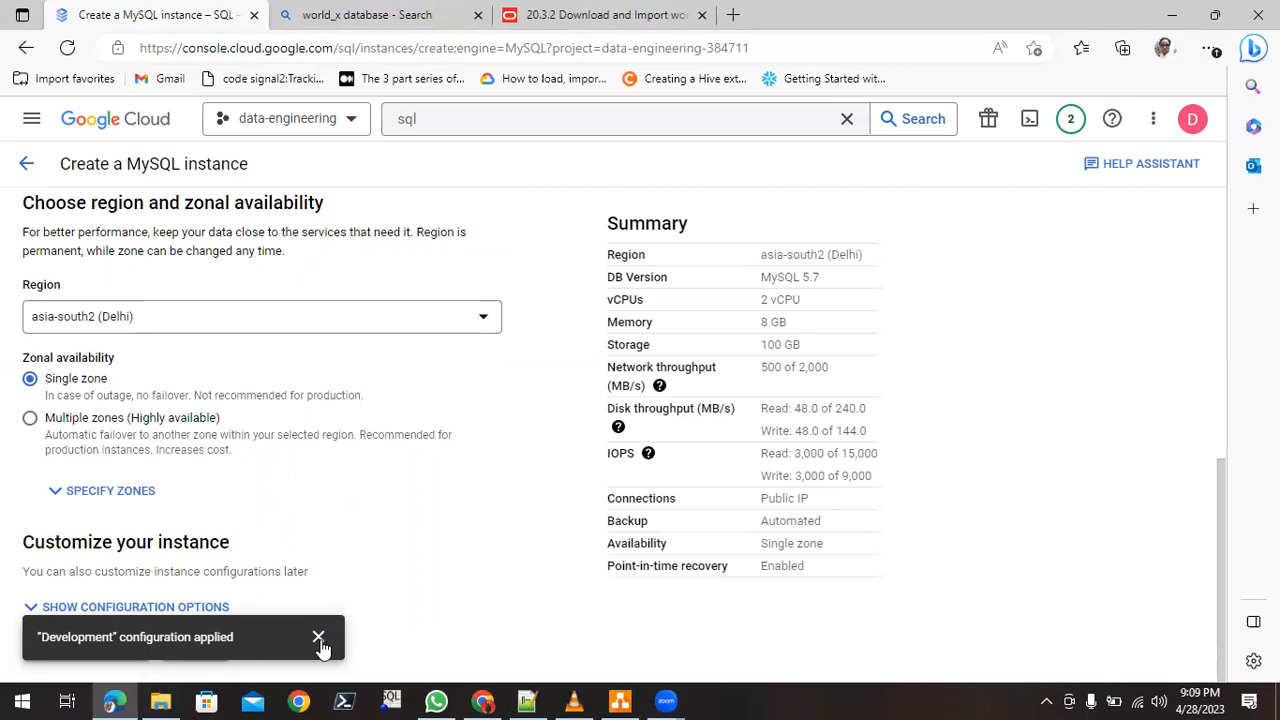 Create a MySQL instance – SQL –
world_x database - Search
20.3.2 Download and Import wo
https://console.cloud.google.com/sql/instances/create;engine=MySQL?project=data-engineering-384711
Import favorites
Gmail
code signal2:Tracki...
The 3 part series of...
How to load, impor...
Creating a Hive ext...
Getting Started wit...
Google Cloud
data-engineering
sql
Search
2
D
Create a MySQL instance
HELP ASSISTANT
Choose region and zonal availability
For better performance, keep your data close to the services that need it. Region is
permanent, while zone can be changed any time.
Region
asia-south2 (Delhi)
Zonal availability
Single zone
In case of outage, no failover. Not recommended for production.
Multiple zones (Highly available)
Automatic failover to another zone within your selected region. Recommended for
production instances. Increases cost.
SPECIFY ZONES
Customize your instance
You can also customize instance configurations later
SHOW CONFIGURATION OPTIONS
"Development" configuration applied
Summary
Region asia-south2 (Delhi)
DB Version MySQL 5.7
vCPUs 2 vCPU
Memory 8 GB
Storage 100 GB
Network throughput 500 of 2,000
(MB/s)
Disk throughput (MB/s) Read: 48.0 of 240.0
Write: 48.0 of 144.0
IOPS Read: 3,000 of 15,000
Write: 3,000 of 9,000
Connections Public IP
Backup Automated
Availability Single zone
Point-in-time recovery Enabled
SQL
zoom
9:09 PM
4/28/2023